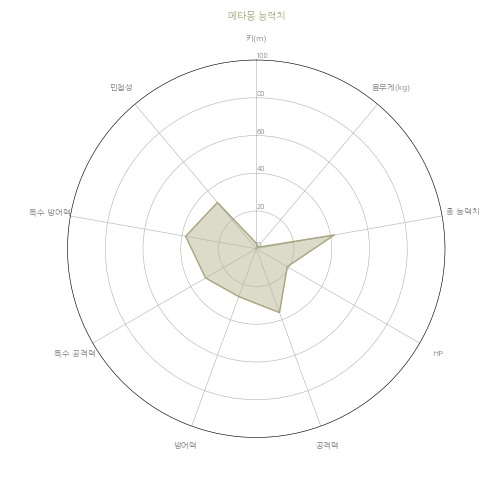 메타몽 능력치
키(m)
100
몸무게(kg)
민첩성
80
60
40
20
0
특수 방어력
총 능력치
특수 공격력
HP
방어력
공격력